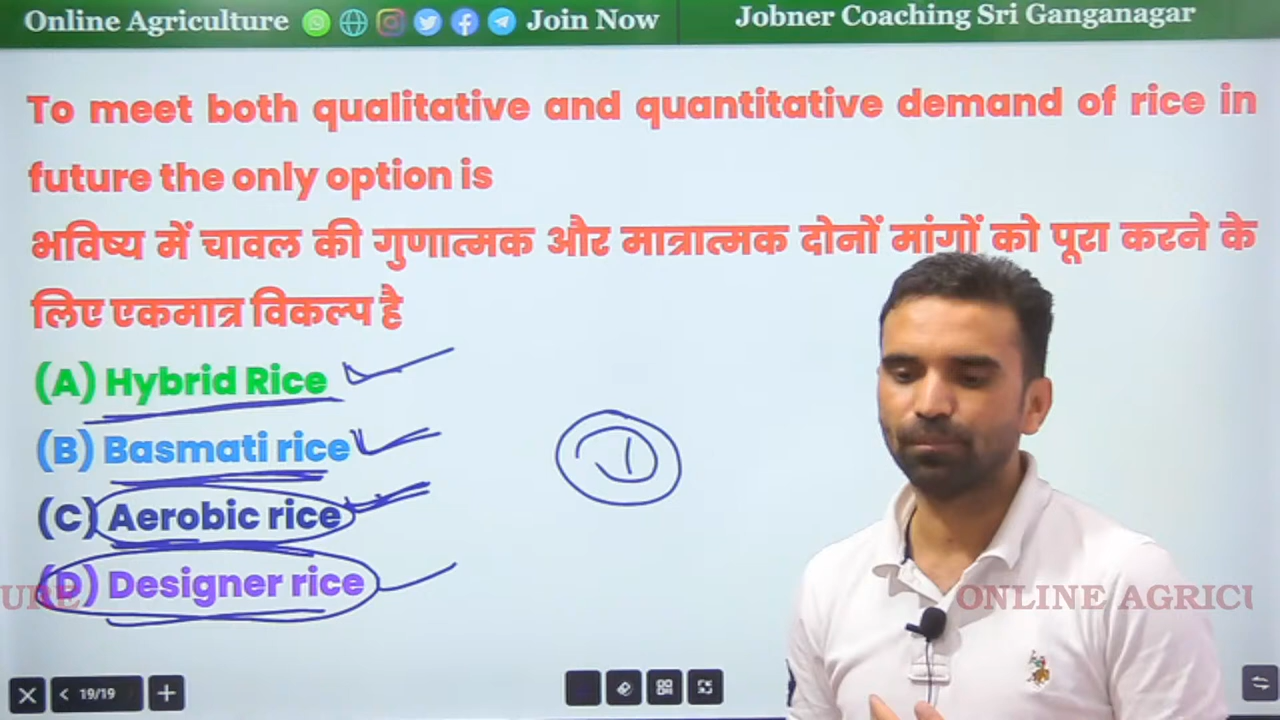 Online Agriculture Join Now Jobner Coaching Sri Ganganagar
To meet both qualitative and quantitative demand of rice in
future the only option is
भविष्य में चावल की गुणात्मक और मात्रात्मक दोनों मांगों को पूरा करने के
लिए एकमात्र विकल्प है
(A) Hybrid Rice
(B) Basmati rice
(C) Aerobic rice
(D) Designer rice
D
URE ONLINE AGRICU
19/19